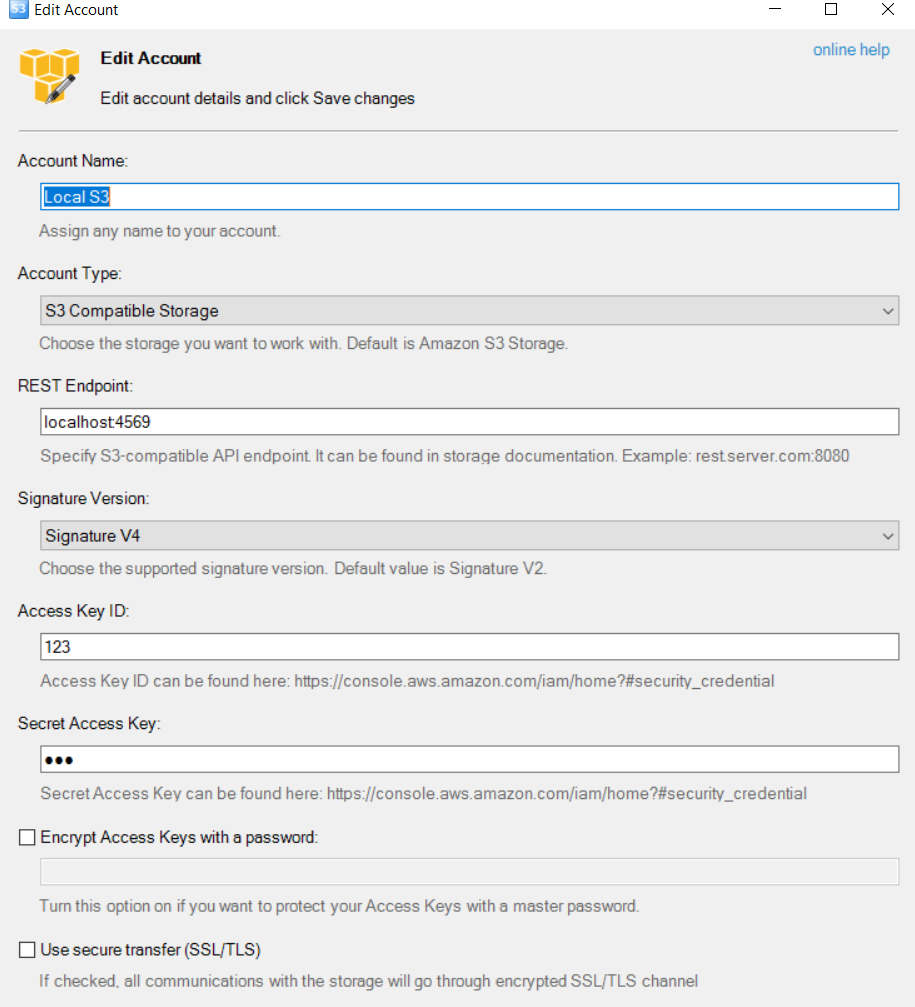 S3 Edit Account
Edit Account
online help
Edit account details and click Save changes
Account Name:
Local S3
Assign any name to your account.
Account Type:
S3 Compatible Storage
Choose the storage you want to work with. Default is Amazon S3 Storage.
REST Endpoint:
localhost:4569
Specify S3-compatible API endpoint. It can be found in storage documentation. Example: rest.server.com:8080
Signature Version:
Signature V4
Choose the supported signature version. Default value is Signature V2.
Access Key ID:
123
Access Key ID can be found here: https://console.aws.amazon.com/iam/home?#security_credential
Secret Access Key:
●●●
Secret Access Key can be found here: https://console.aws.amazon.com/iam/home?#security_credential
Encrypt Access Keys with a password:
Turn this option on if you want to protect your Access Keys with a master password.
Use secure transfer (SSL/TLS)
If checked, all communications with the storage will go through encrypted SSL/TLS channel